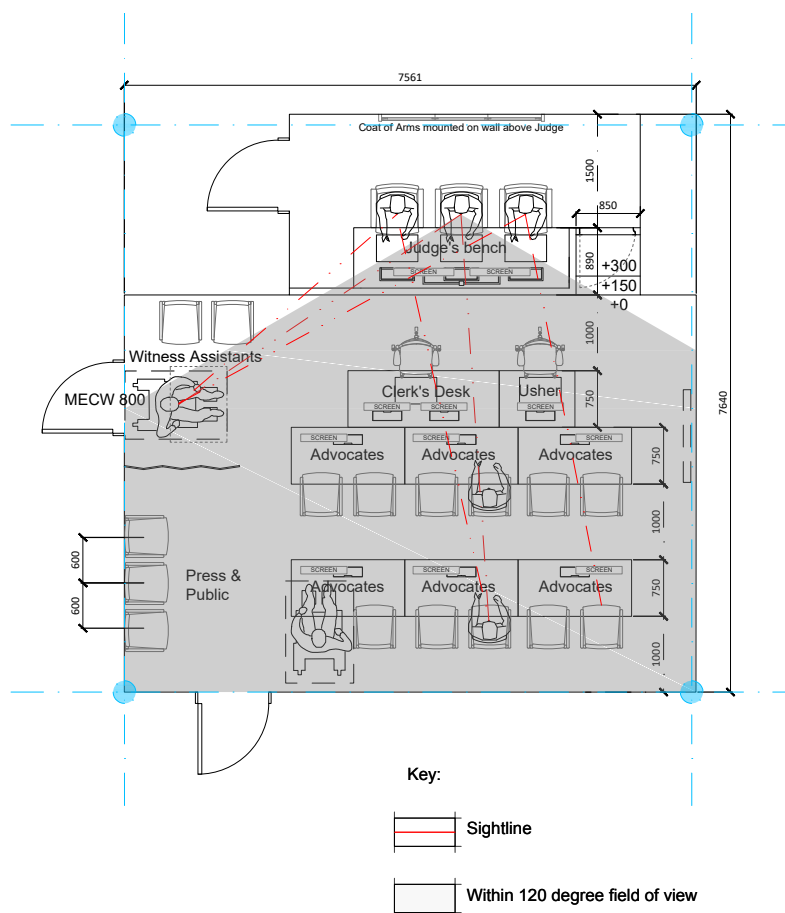 7561
Coat of Arms mounted on wall above Judge
1500
850
Judge's bench
SCREEN
SCREEN
890
+300
+150
+0
1000
Witness Assistants
MECW 800
Clerk's Desk
Usher
SCREEN
SCREEN
SCREEN
750
7640
SCREEN
SCREEN
SCREEN
Advocates
Advocates
Advocates
750
1000
600
600
Press &
Public
SCREEN
SCREEN
SCREEN
Advocates
Advocates
Advocates
750
1000
Key:
Sightline
Within 120 degree field of view